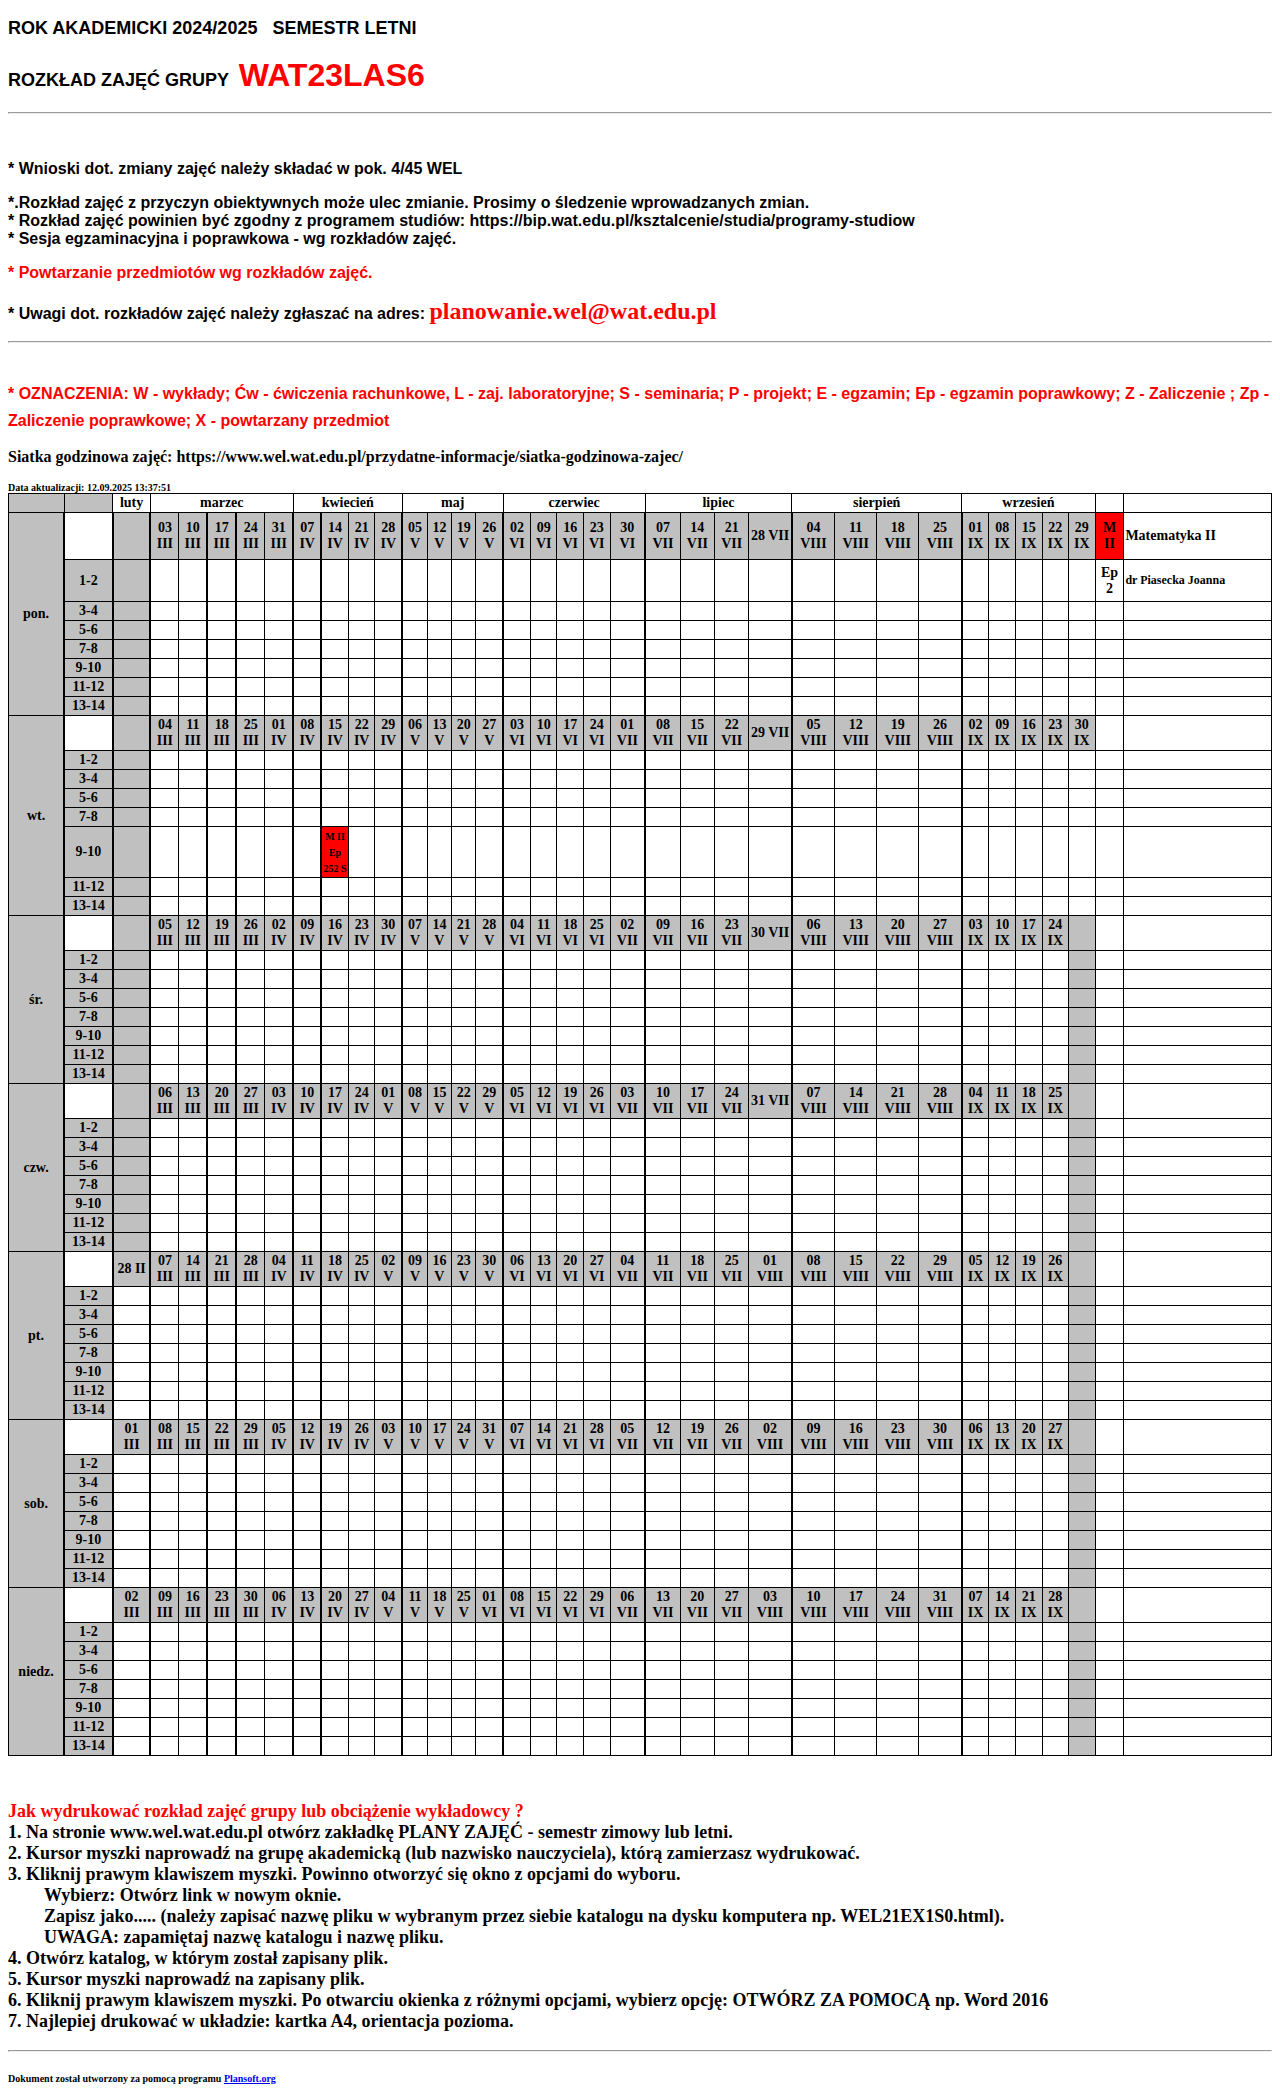 ROK AKADEMICKI 2024/2025 SEMESTR LETNI
ROZKŁAD ZAJĘĆ GRUPY WAT23LAS6
* Wnioski dot. zmiany zajęć należy składać w pok. 4/45 WEL
*.Rozkład zajęć z przyczyn obiektywnych może ulec zmianie. Prosimy o śledzenie wprowadzanych zmian.
* Rozkład zajęć powinien być zgodny z programem studiów: https://bip.wat.edu.pl/ksztalcenie/studia/programy-studiow
* Sesja egzaminacyjna i poprawkowa - wg rozkładów zajęć.
* Powtarzanie przedmiotów wg rozkładów zajęć.
* Uwagi dot. rozkładów zajęć należy zgłaszać na adres: planowanie.wel@wat.edu.pl
* OZNACZENIA: W - wykłady; Ćw - ćwiczenia rachunkowe, L - zaj. laboratoryjne; S - seminaria; P - projekt; E - egzamin; Ep - egzamin poprawkowy; Z - Zaliczenie ; Zp -
Zaliczenie poprawkowe; X - powtarzany przedmiot
Siatka godzinowa zajęć: https://www.wel.wat.edu.pl/przydatne-informacje/siatka-godzinowa-zajec/
Data aktualizacji: 12.09.2025 13:37:51
luty marzec kwiecień maj czerwiec lipiec sierpień wrzesień
pon. 03 III 10 III 17 III 24 III 31 III 07 IV 14 IV 21 IV 28 IV 05 V 12 V 19 V 26 V 02 VI 09 VI 16 VI 23 VI 30 VI 07 VII 14 VII 21 VII 28 VII 04 VIII 11 VIII 18 VIII 25 VIII 01 IX 08 IX 15 IX 22 IX 29 IX M II Matematyka II
1-2 Ep 2 dr Piasecka Joanna
3-4
5-6
7-8
9-10
11-12
13-14
wt. 04 III 11 III 18 III 25 III 01 IV 08 IV 15 IV 22 IV 29 IV 06 V 13 V 20 V 27 V 03 VI 10 VI 17 VI 24 VI 01 VII 08 VII 15 VII 22 VII 29 VII 05 VIII 12 VIII 19 VIII 26 VIII 02 IX 09 IX 16 IX 23 IX 30 IX
1-2
3-4
5-6
7-8
9-10 M II Ep 252 S
11-12
13-14
śr. 05 III 12 III 19 III 26 III 02 IV 09 IV 16 IV 23 IV 30 IV 07 V 14 V 21 V 28 V 04 VI 11 VI 18 VI 25 VI 02 VII 09 VII 16 VII 23 VII 30 VII 06 VIII 13 VIII 20 VIII 27 VIII 03 IX 10 IX 17 IX 24 IX
1-2
3-4
5-6
7-8
9-10
11-12
13-14
czw. 06 III 13 III 20 III 27 III 03 IV 10 IV 17 IV 24 IV 01 V 08 V 15 V 22 V 29 V 05 VI 12 VI 19 VI 26 VI 03 VII 10 VII 17 VII 24 VII 31 VII 07 VIII 14 VIII 21 VIII 28 VIII 04 IX 11 IX 18 IX 25 IX
1-2
3-4
5-6
7-8
9-10
11-12
13-14
pt. 28 II 07 III 14 III 21 III 28 III 04 IV 11 IV 18 IV 25 IV 02 V 09 V 16 V 23 V 30 V 06 VI 13 VI 20 VI 27 VI 04 VII 11 VII 18 VII 25 VII 01 VIII 08 VIII 15 VIII 22 VIII 29 VIII 05 IX 12 IX 19 IX 26 IX
1-2
3-4
5-6
7-8
9-10
11-12
13-14
sob. 01 III 08 III 15 III 22 III 29 III 05 IV 12 IV 19 IV 26 IV 03 V 10 V 17 V 24 V 31 V 07 VI 14 VI 21 VI 28 VI 05 VII 12 VII 19 VII 26 VII 02 VIII 09 VIII 16 VIII 23 VIII 30 VIII 06 IX 13 IX 20 IX 27 IX
1-2
3-4
5-6
7-8
9-10
11-12
13-14
niedz. 02 III 09 III 16 III 23 III 30 III 06 IV 13 IV 20 IV 27 IV 04 V 11 V 18 V 25 V 01 VI 08 VI 15 VI 22 VI 29 VI 06 VII 13 VII 20 VII 27 VII 03 VIII 10 VIII 17 VIII 24 VIII 31 VIII 07 IX 14 IX 21 IX 28 IX
1-2
3-4
5-6
7-8
9-10
11-12
13-14
Jak wydrukować rozkład zajęć grupy lub obciążenie wykładowcy ?
1. Na stronie www.wel.wat.edu.pl otwórz zakładkę PLANY ZAJĘĆ - semestr zimowy lub letni.
2. Kursor myszki naprowadź na grupę akademicką (lub nazwisko nauczyciela), którą zamierzasz wydrukować.
3. Kliknij prawym klawiszem myszki. Powinno otworzyć się okno z opcjami do wyboru.
Wybierz: Otwórz link w nowym oknie.
Zapisz jako..... (należy zapisać nazwę pliku w wybranym przez siebie katalogu na dysku komputera np. WEL21EX1S0.html).
UWAGA: zapamiętaj nazwę katalogu i nazwę pliku.
4. Otwórz katalog, w którym został zapisany plik.
5. Kursor myszki naprowadź na zapisany plik.
6. Kliknij prawym klawiszem myszki. Po otwarciu okienka z różnymi opcjami, wybierz opcję: OTWÓRZ ZA POMOCĄ np. Word 2016
7. Najlepiej drukować w układzie: kartka A4, orientacja pozioma.
Dokument został utworzony za pomocą programu Plansoft.org